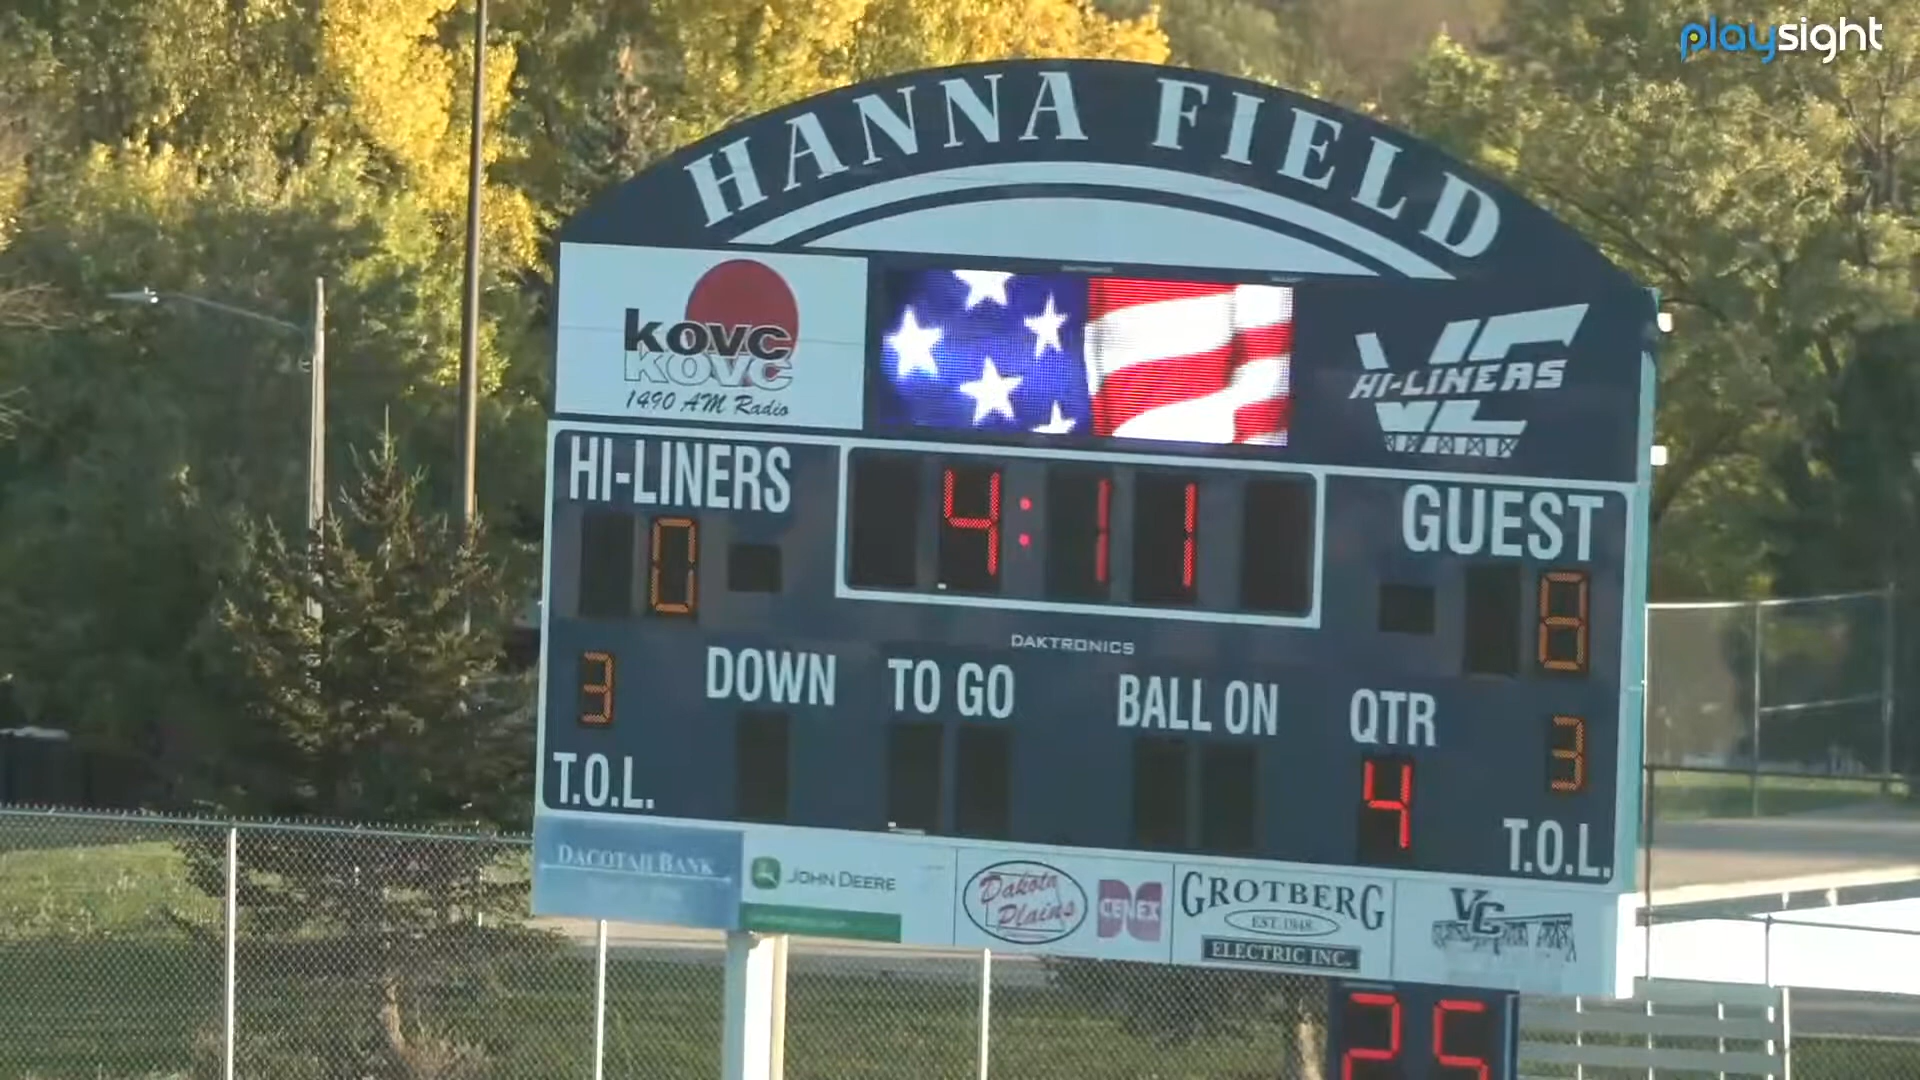 playsight
HANNA FIELD
kovc
KOVC
1490 AM Radio
VC
HI-LINERS
HI-LINERS
4:11
GUEST
0
8
DAKTRONICS
3
DOWN
TO GO
BALL ON
QTR
3
T.O.L.
4
T.O.L.
DACOTAH BANK
JOHN DEERE
Dakota
Plains
CENEX
GROTBERG
EST. 1948
ELECTRIC INC.
VC
25